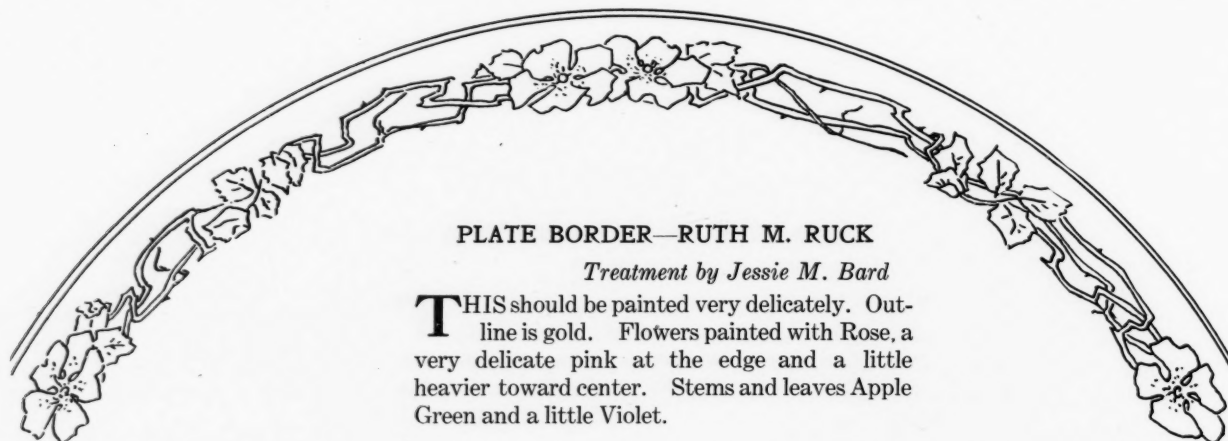 PLATE BORDER—RUTH M. RUCK
Treatment by Jessie M. Bard
THIS should be painted very delicately. Out-
line is gold. Flowers painted with Rose, a
very delicate pink at the edge and a little
heavier toward center. Stems and leaves Apple
Green and a little Violet.